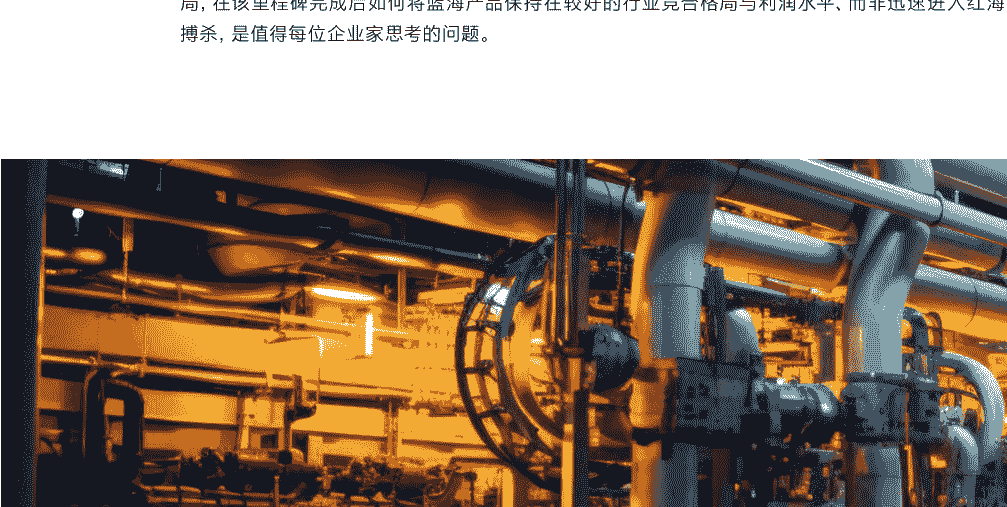 局，在该里程碑完成后如何将蓝海产品保持在较好的行业竞合格局与利润水平、而非迅速进入红海
搏杀，是值得每位企业家思考的问题。